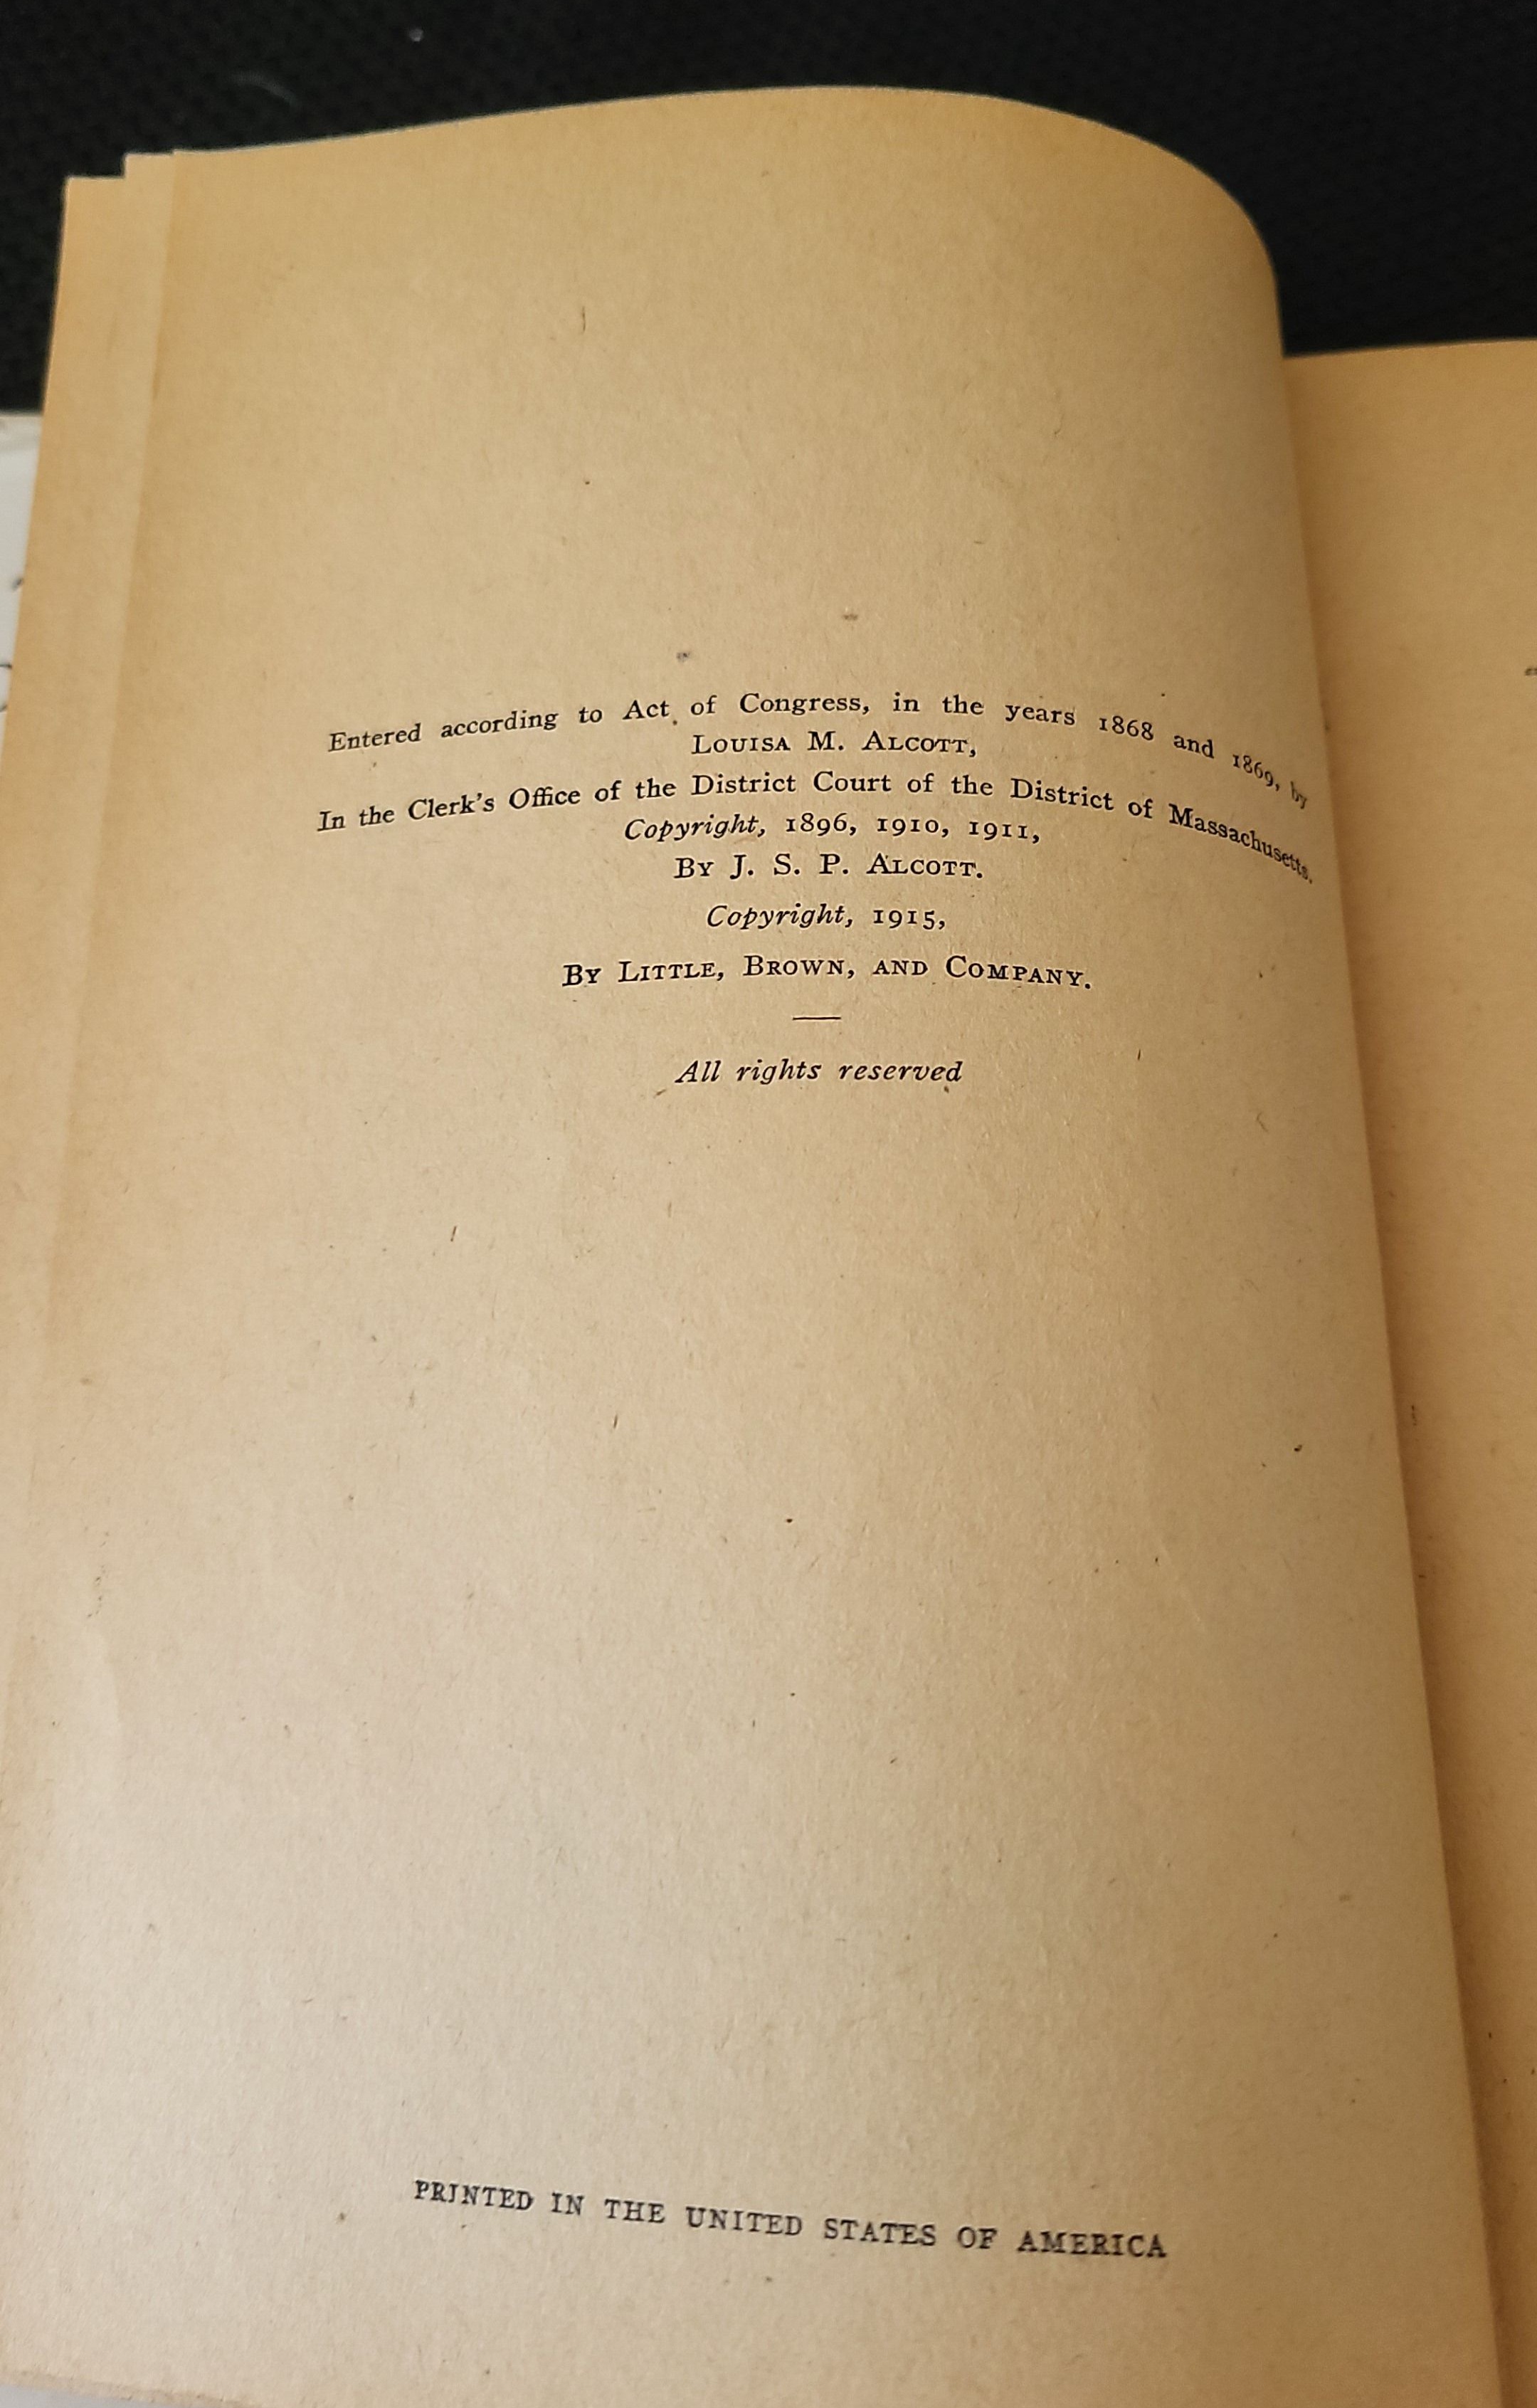 Entered according to Act of Congress, in the years 1868 and 1869, by
LOUISA M. ALCOTT,
In the Clerk's Office of the District Court of the District of Massachusetts.
Copyright, 1896, 1910, 1911,
BY J. S. P. ALCOTT.
Copyright, 1915,
BY LITTLE, BROWN, AND COMPANY.
All rights reserved
PRINTED IN THE UNITED STATES OF AMERICA